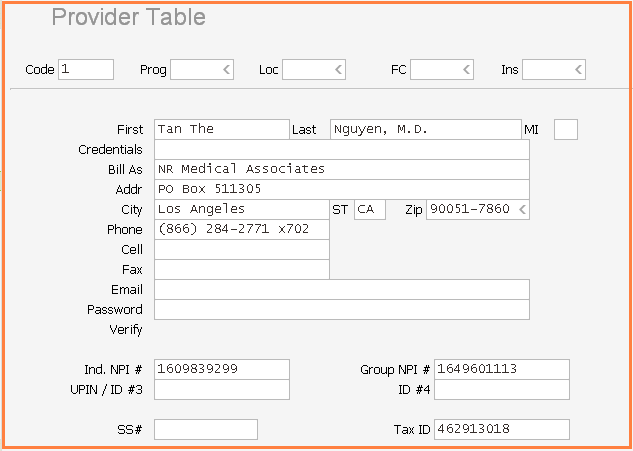 Provider Table
Code 1 Prog < Loc < FC < Ins <
First Tan The Last Nguyen, M.D. MI
Credentials
Bill As NR Medical Associates
Addr PO Box 511305
City Los Angeles ST CA Zip 90051-7860 <
Phone (866) 284-2771 x702
Cell
Fax
Email
Password
Verify
Ind. NPI # 1609839299 Group NPI # 1649601113
UPIN / ID #3 ID #4
SS# Tax ID 462913018